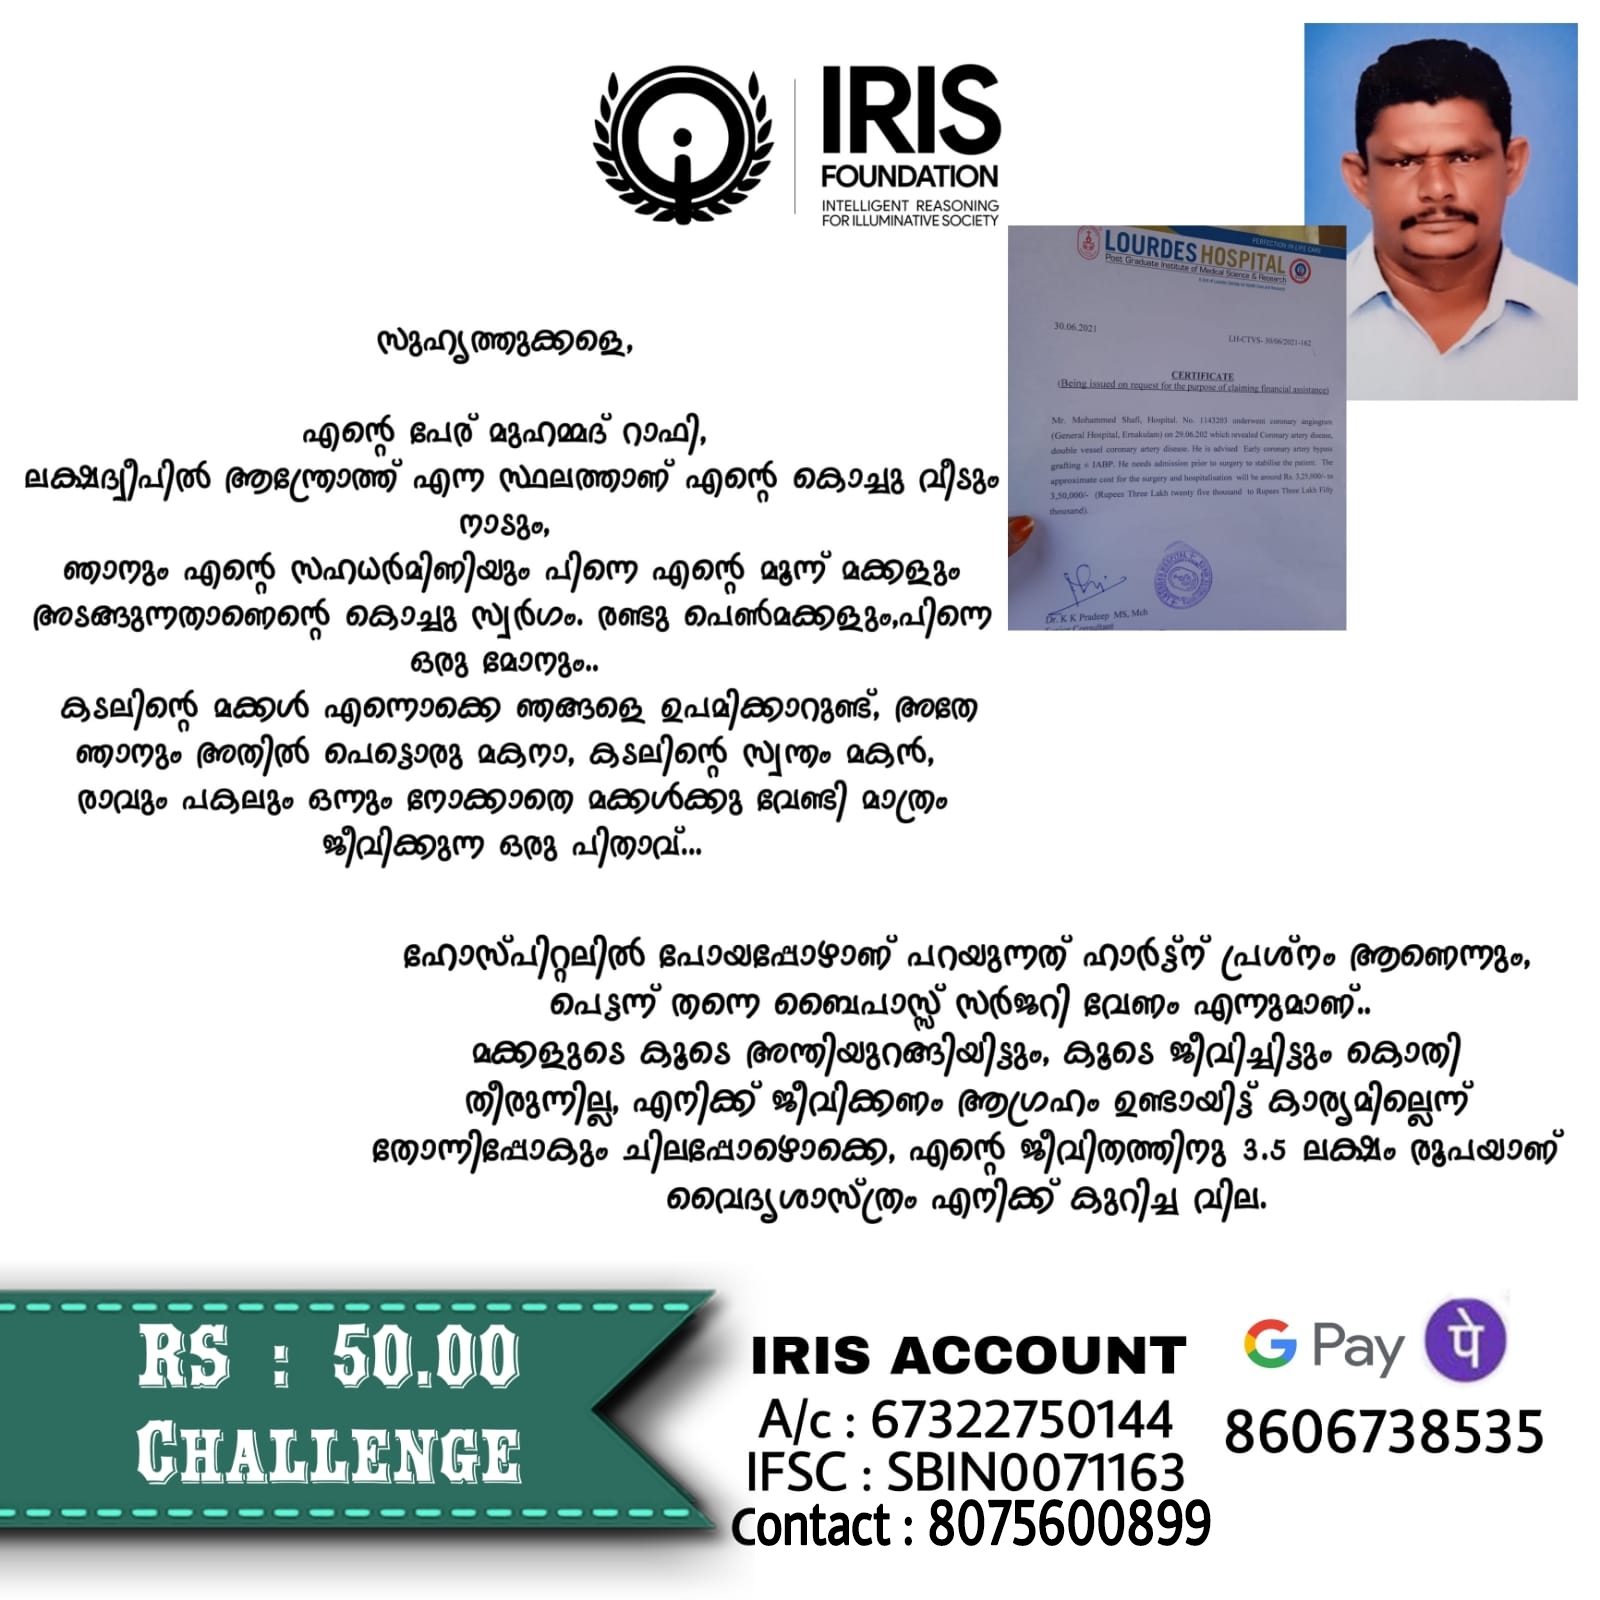 IRIS
FOUNDATION
INTELLIGENT REASONING
FOR ILLUMINATIVE SOCIETY
LOURDES HOSPITAL
PERFECTION IN LIFE CARE
Post Graduate Institute of Medical Science & Research
30.06.2021
LH-CTVS- 30/06/2021-162
CERTIFICATE
(Being issued on request for the purpose of claiming financial assistance)
Mr. Mohammed Shafi, Hospital. No. 1143203 underwent coronary angiogram
(General Hospital, Ernakulam) on 29.06.202 which revealed Coronary artery disease,
double vessel coronary artery disease. He is advised Early coronary artery bypass
grafting + IABP. He needs admission prior to surgery to stabilise the patient. The
approximate cost for the surgery and hospitalisation will be around Rs. 3,25,000/- to
3,50,000/- (Rupees Three Lakh twenty five thousand to Rupees Three Lakh Fifty
thousand).
Dr. K K Pradeep MS, Mch
സുഹൃത്തുക്കളെ,
എന്റെ പേര് മുഹമ്മദ് റാഫി,
ലക്ഷദ്വീപിൽ ആന്ത്രോത്ത് എന്ന സ്ഥലത്താണ് എന്റെ കൊച്ചു വീടും
നാടും,
ഞാനും എന്റെ സഹധർമിണിയും പിന്നെ എന്റെ മൂന്ന് മക്കളും
അടങ്ങുന്നതാണെന്റെ കൊച്ചു സ്വർഗം. രണ്ടു പെൺമക്കളും,പിന്നെ
ഒരു മോനും..
കടലിന്റെ മക്കൾ എന്നൊക്കെ ഞങ്ങളെ ഉപമിക്കാറുണ്ട്, അതേ
ഞാനും അതിൽ പെട്ടൊരു മകനാ, കടലിന്റെ സ്വന്തം മകൻ,
രാവും പകലും ഒന്നും നോക്കാതെ മക്കൾക്കു വേണ്ടി മാത്രം
ജീവിക്കുന്ന ഒരു പിതാവ്...
ഹോസ്പിറ്റലിൽ പോയപ്പോഴാണ് പറയുന്നത് ഹാർട്ട്ന് പ്രശ്നം ആണെന്നും,
പെട്ടന്ന് തന്നെ ബൈപാസ്സ് സർജറി വേണം എന്നുമാണ്..
മക്കളുടെ കൂടെ അന്തിയുറങ്ങിയിട്ടും, കൂടെ ജീവിച്ചിട്ടും കൊതി
തീരുന്നില്ല, എനിക്ക് ജീവിക്കണം ആഗ്രഹം ഉണ്ടായിട്ട് കാര്യമില്ലെന്ന്
തോന്നിപ്പോകും ചിലപ്പോഴൊക്കെ, എന്റെ ജീവിതത്തിനു 3.5 ലക്ഷം രൂപയാണ്
വൈദ്യശാസ്ത്രം എനിക്ക് കുറിച്ച വില.
RS : 50.00
CHALLENGE
IRIS ACCOUNT
A/c : 67322750144
IFSC : SBIN0071163
Contact : 8075600899
G Pay पे
8606738535